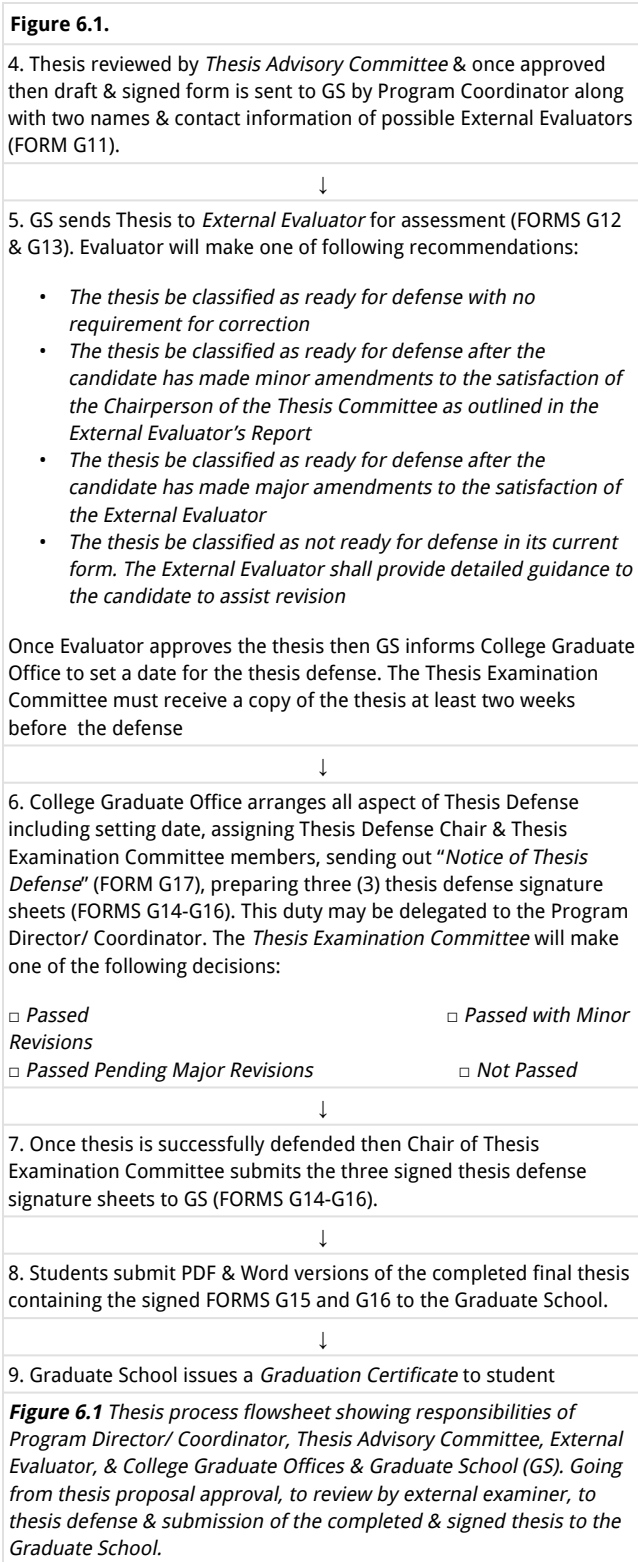 Figure 6.1.
4. Thesis reviewed by Thesis Advisory Committee & once approved
then draft & signed form is sent to GS by Program Coordinator along
with two names & contact information of possible External Evaluators
(FORM G11).
↓
5. GS sends Thesis to External Evaluator for assessment (FORMS G12
& G13). Evaluator will make one of following recommendations:
• The thesis be classified as ready for defense with no
requirement for correction
• The thesis be classified as ready for defense after the
candidate has made minor amendments to the satisfaction of
the Chairperson of the Thesis Committee as outlined in the
External Evaluator’s Report
• The thesis be classified as ready for defense after the
candidate has made major amendments to the satisfaction of
the External Evaluator
• The thesis be classified as not ready for defense in its current
form. The External Evaluator shall provide detailed guidance to
the candidate to assist revision
Once Evaluator approves the thesis then GS informs College Graduate
Office to set a date for the thesis defense. The Thesis Examination
Committee must receive a copy of the thesis at least two weeks
before the defense
↓
6. College Graduate Office arranges all aspect of Thesis Defense
including setting date, assigning Thesis Defense Chair & Thesis
Examination Committee members, sending out “Notice of Thesis
Defense” (FORM G17), preparing three (3) thesis defense signature
sheets (FORMS G14-G16). This duty may be delegated to the Program
Director/ Coordinator. The Thesis Examination Committee will make
one of the following decisions:
□ Passed □ Passed with Minor
Revisions
□ Passed Pending Major Revisions □ Not Passed
↓
7. Once thesis is successfully defended then Chair of Thesis
Examination Committee submits the three signed thesis defense
signature sheets to GS (FORMS G14-G16).
↓
8. Students submit PDF & Word versions of the completed final thesis
containing the signed FORMS G15 and G16 to the Graduate School.
↓
9. Graduate School issues a Graduation Certificate to student
Figure 6.1 Thesis process flowsheet showing responsibilities of
Program Director/ Coordinator, Thesis Advisory Committee, External
Evaluator, & College Graduate Offices & Graduate School (GS). Going
from thesis proposal approval, to review by external examiner, to
thesis defense & submission of the completed & signed thesis to the
Graduate School.